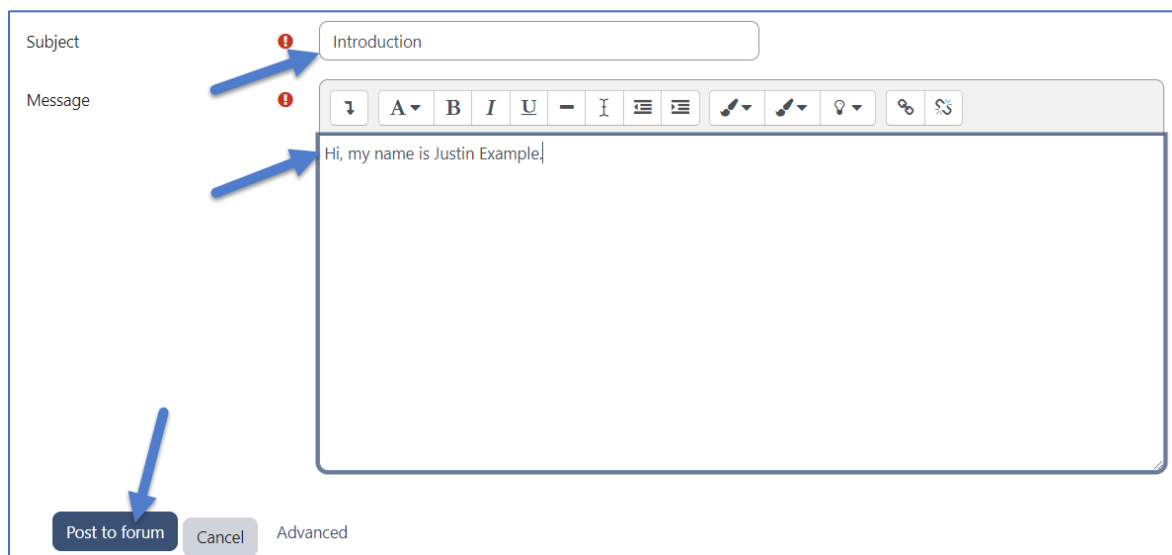 Subject
Introduction
Message
A B I U
Hi, my name is Justin Example.
Post to forum Cancel Advanced